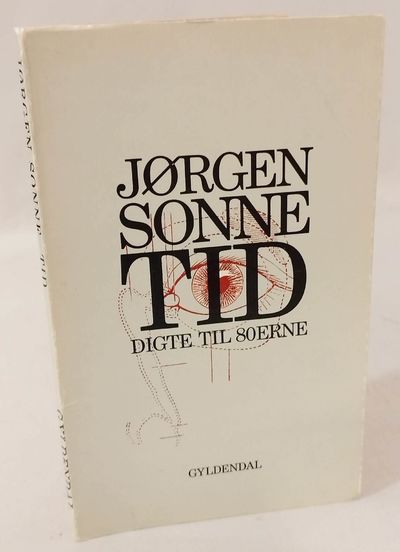 JØRGEN
SONNE
TID
DIGTE TIL 80ERNE
GYLDENDAL
JØRGEN SONNE TID
GYLDENDAL